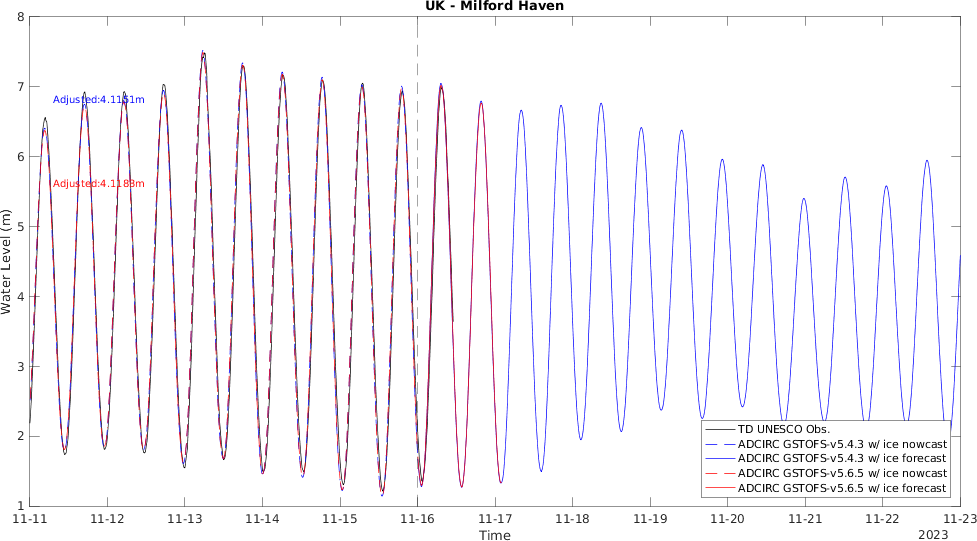 UK - Milford Haven
8
7
6
5
4
3
2
1
Water Level (m)
Adjusted:4.1151m
Adjusted:4.1183m
TD UNESCO Obs.
ADCIRC GSTOFS-v5.4.3 w/ ice nowcast
ADCIRC GSTOFS-v5.4.3 w/ ice forecast
ADCIRC GSTOFS-v5.6.5 w/ ice nowcast
ADCIRC GSTOFS-v5.6.5 w/ ice forecast
11-11 11-12 11-13 11-14 11-15 11-16 11-17 11-18 11-19 11-20 11-21 11-22 11-23
Time
2023